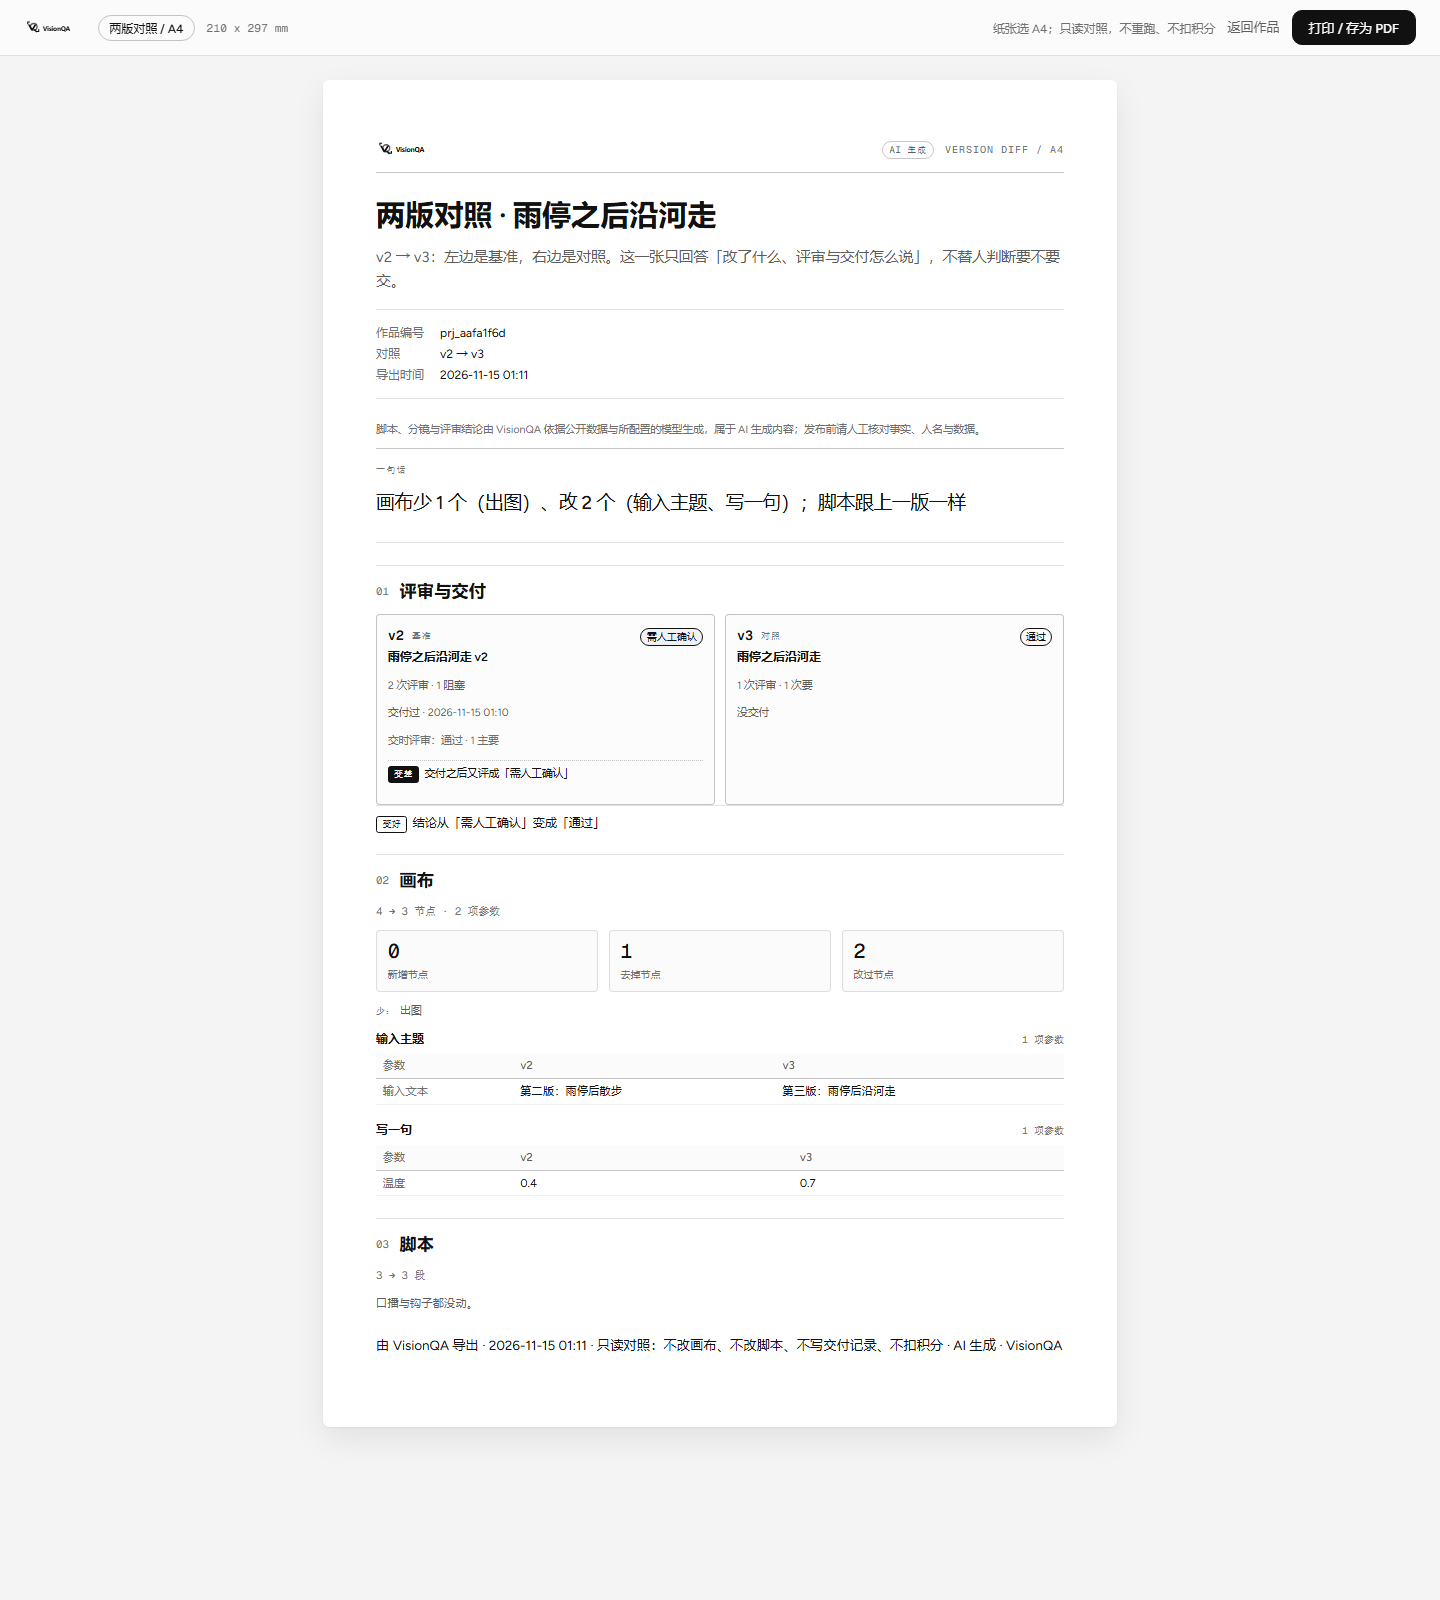 VisionQA
两版对照 / A4
210 x 297 mm
纸张选 A4；只读对照，不重跑、不扣积分
返回作品
打印 / 存为 PDF
VisionQA
AI 生成
VERSION DIFF / A4
两版对照 · 雨停之后沿河走
v2 → v3：左边是基准，右边是对照。这一张只回答「改了什么、评审与交付怎么说」，不替人判断要不要
交。
作品编号 prj_aafa1f6d
对照 v2 → v3
导出时间 2026-11-15 01:11
脚本、分镜与评审结论由 VisionQA 依据公开数据与所配置的模型生成，属于 AI 生成内容；发布前请人工核对事实、人名与数据。
一句话
画布少 1 个（出图）、改 2 个（输入主题、写一句）；脚本跟上一版一样
01 评审与交付
v2 基准 需人工确认
雨停之后沿河走 v2
2 次评审 · 1 阻塞
交付过 · 2026-11-15 01:10
交时评审：通过 · 1 主要
变差 交付之后又评成「需人工确认」
v3 对照 通过
雨停之后沿河走
1 次评审 · 1 次要
没交付
变好 结论从「需人工确认」变成「通过」
02 画布
4 → 3 节点 · 2 项参数
0
新增节点
1
去掉节点
2
改过节点
少： 出图
输入主题 1 项参数
参数 v2 v3
输入文本 第二版：雨停后散步 第三版：雨停后沿河走
写一句 1 项参数
参数 v2 v3
温度 0.4 0.7
03 脚本
3 → 3 段
口播与钩子都没动。
由 VisionQA 导出 · 2026-11-15 01:11 · 只读对照：不改画布、不改脚本、不写交付记录、不扣积分 · AI 生成 · VisionQA